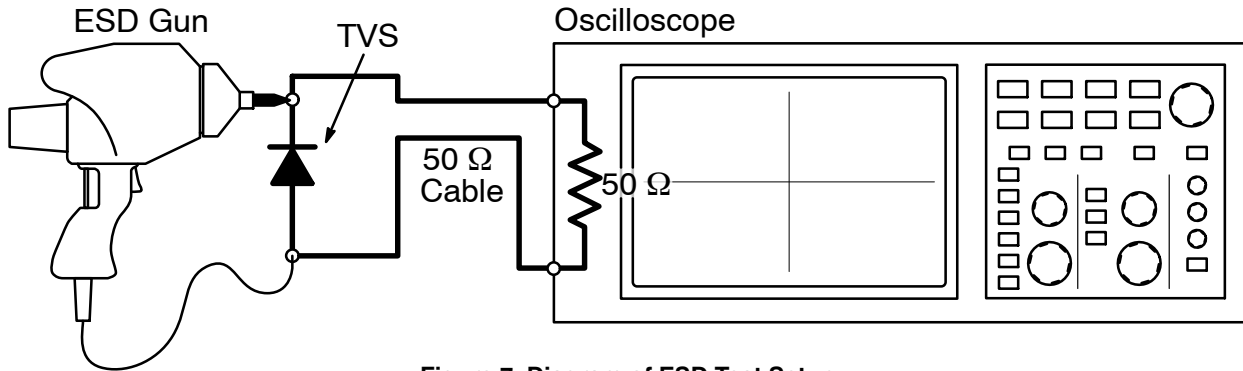 ESD Gun
Oscilloscope
TVS
50 Ω
Cable
50 Ω
Figure 7. Diagram of ESD Test Setup